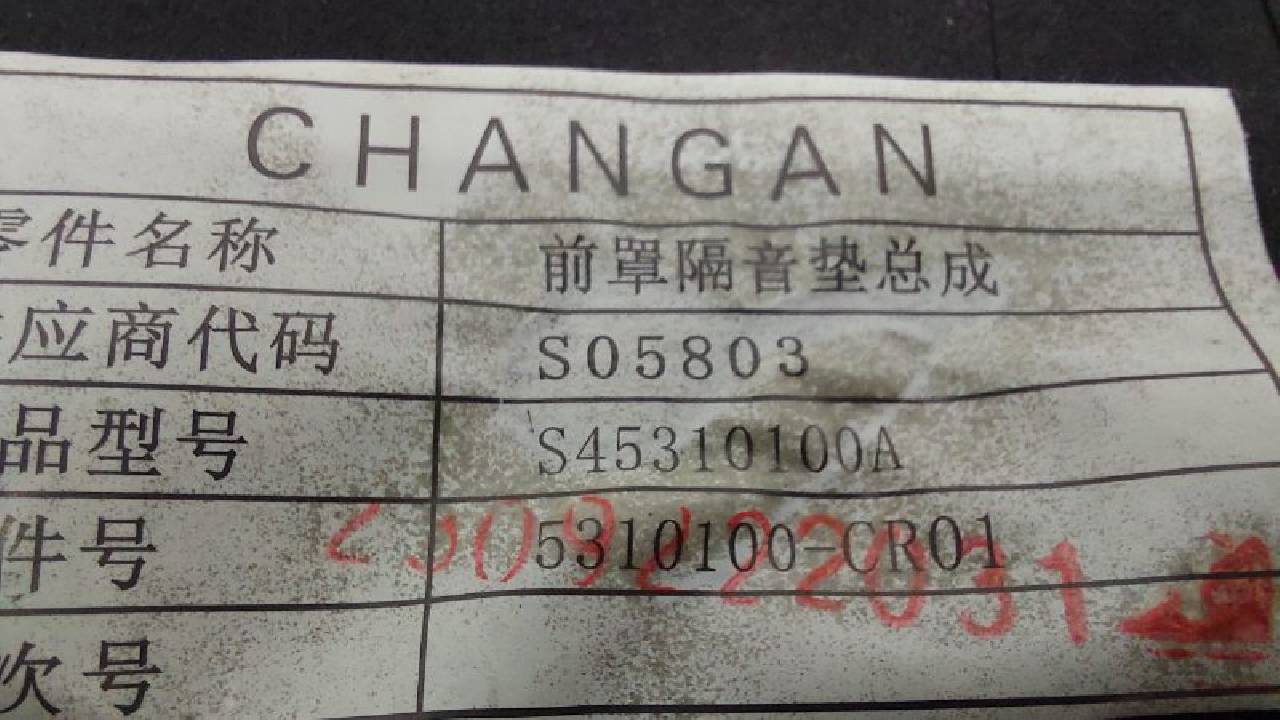 CHANGAN
零件名称 前罩隔音垫总成
应商代码 S05803
品型号 S45310100A
件号 5310100-CR01
次号